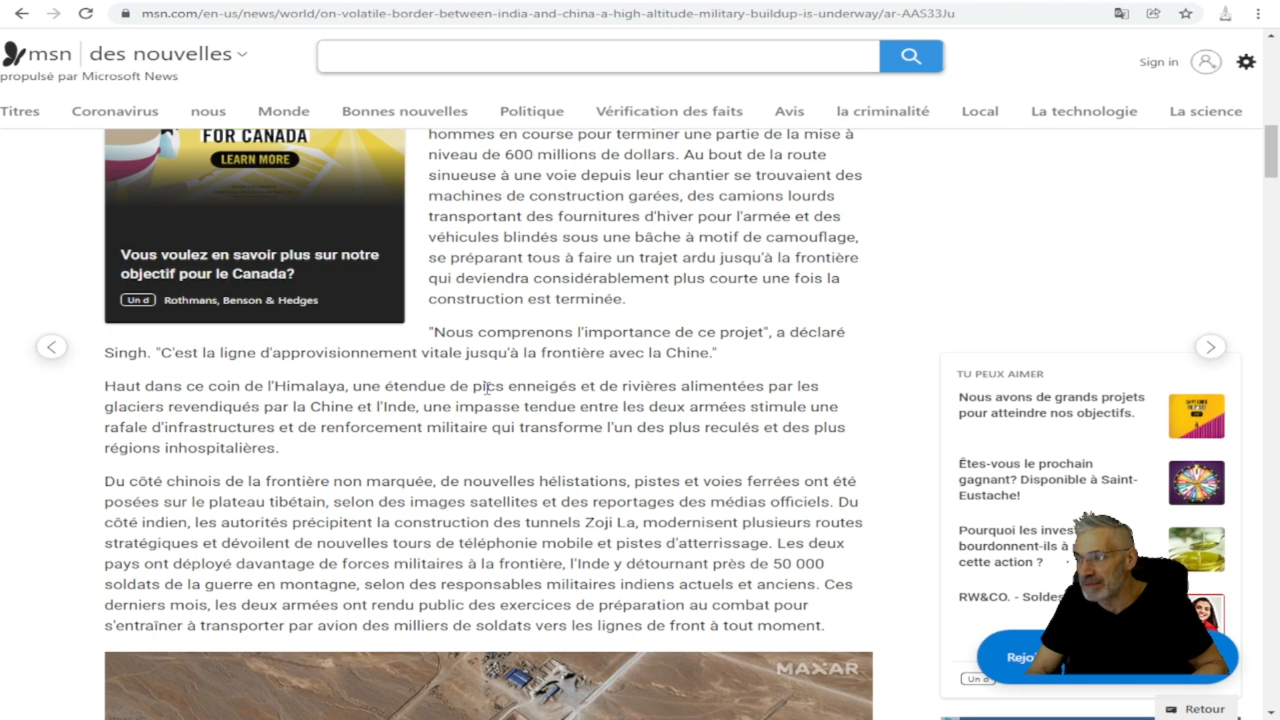 msn.com/en-us/news/world/on-volatile-border-between-india-and-china-a-high-altitude-military-buildup-is-underway/ar-AAS33Ju
msn des nouvelles
propulsé par Microsoft News
Sign in
Titres Coronavirus nous Monde Bonnes nouvelles Politique Vérification des faits Avis la criminalité Local La technologie La science
FOR CANADA
LEARN MORE
Vous voulez en savoir plus sur notre
objectif pour le Canada?
Un d Rothmans, Benson & Hedges
hommes en course pour terminer une partie de la mise à
niveau de 600 millions de dollars. Au bout de la route
sinueuse à une voie depuis leur chantier se trouvaient des
machines de construction garées, des camions lourds
transportant des fournitures d'hiver pour l'armée et des
véhicules blindés sous une bâche à motif de camouflage,
se préparant tous à faire un trajet ardu jusqu'à la frontière
qui deviendra considérablement plus courte une fois la
construction est terminée.
"Nous comprenons l'importance de ce projet", a déclaré
Singh. "C'est la ligne d'approvisionnement vitale jusqu'à la frontière avec la Chine."
Haut dans ce coin de l'Himalaya, une étendue de pics enneigés et de rivières alimentées par les
glaciers revendiqués par la Chine et l'Inde, une impasse tendue entre les deux armées stimule une
rafale d'infrastructures et de renforcement militaire qui transforme l'un des plus reculés et des plus
régions inhospitalières.
Du côté chinois de la frontière non marquée, de nouvelles hélistations, pistes et voies ferrées ont été
posées sur le plateau tibétain, selon des images satellites et des reportages des médias officiels. Du
côté indien, les autorités précipitent la construction des tunnels Zoji La, modernisent plusieurs routes
stratégiques et dévoilent de nouvelles tours de téléphonie mobile et pistes d'atterrissage. Les deux
pays ont déployé davantage de forces militaires à la frontière, l'Inde y détournant près de 50 000
soldats de la guerre en montagne, selon des responsables militaires indiens actuels et anciens. Ces
derniers mois, les deux armées ont rendu public des exercices de préparation au combat pour
s'entraîner à transporter par avion des milliers de soldats vers les lignes de front à tout moment.
MAXAR
TU PEUX AIMER
Nous avons de grands projets
pour atteindre nos objectifs.
Êtes-vous le prochain
gagnant? Disponible à Saint-
Eustache!
Pourquoi les
bourdonnent-ils à
cette action ?
RW&CO. - Soldes
Un d
Retour